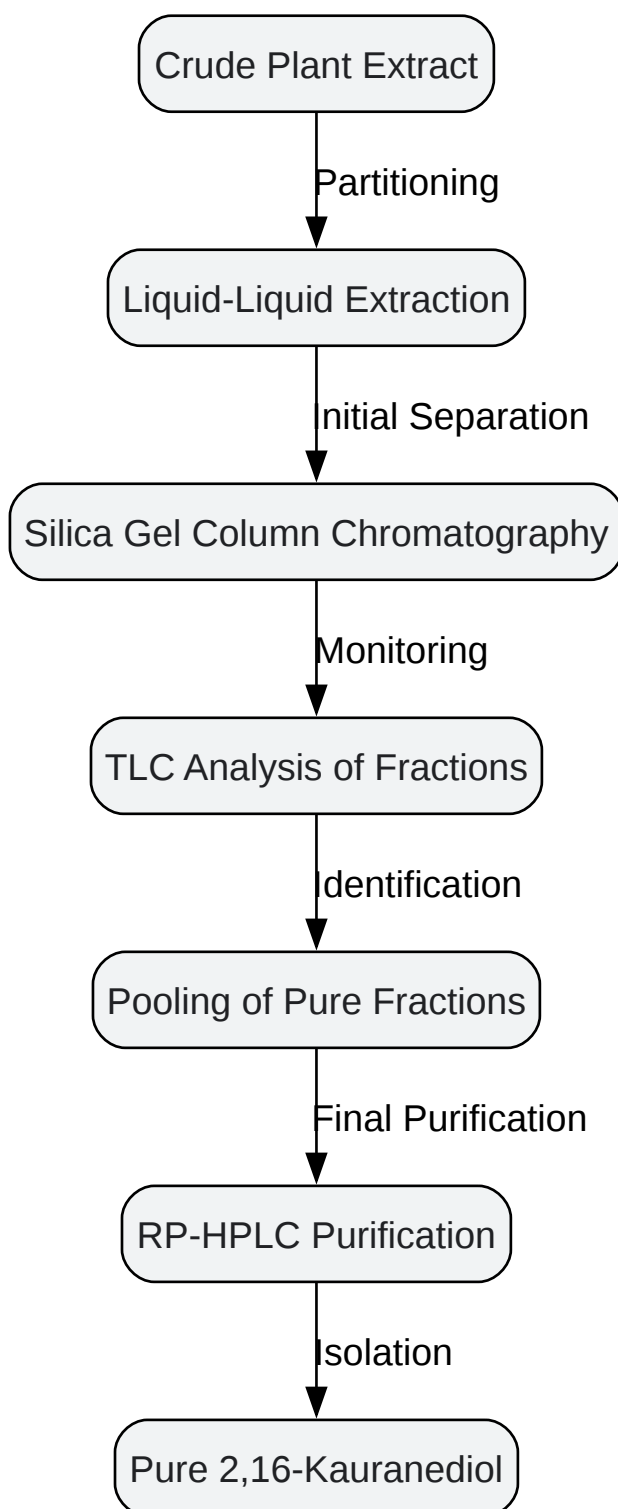 Crude Plant Extract
Partitioning
Liquid-Liquid Extraction
Initial Separation
Silica Gel Column Chromatography
Monitoring
TLC Analysis of Fractions
Identification
Pooling of Pure Fractions
Final Purification
RP-HPLC Purification
Isolation
Pure 2,16-Kauranediol